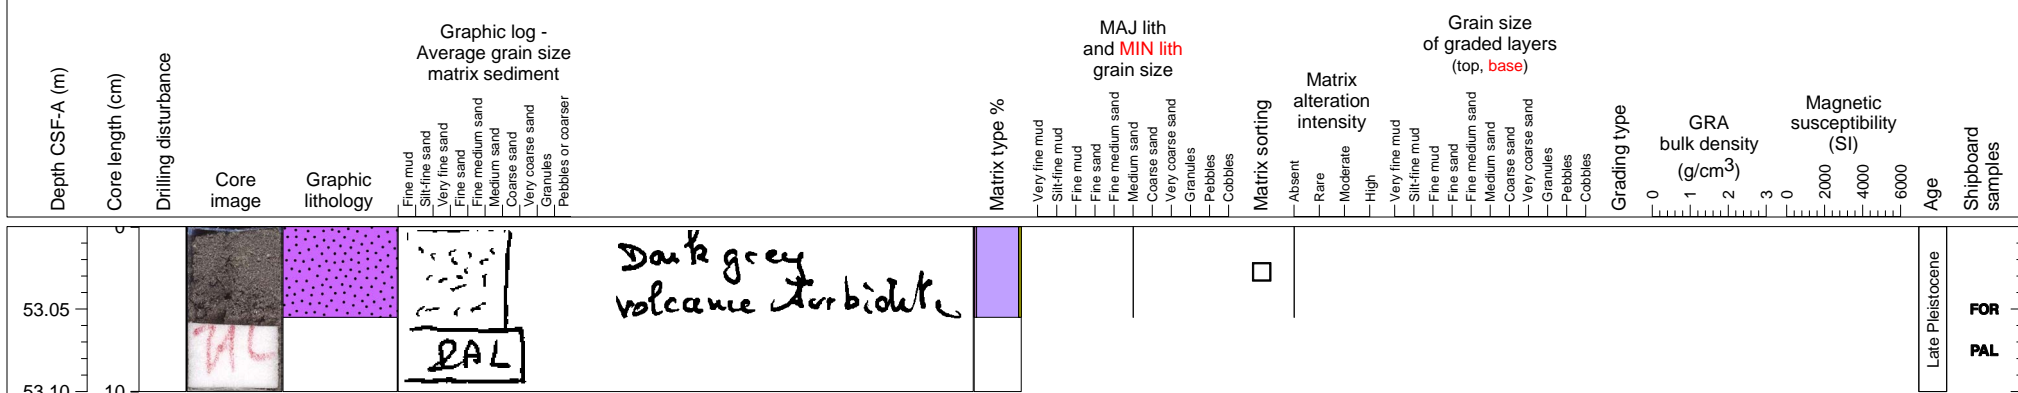 Depth CSF-A (m)
Core length (cm)
Drilling disturbance
Core
image
Graphic
lithology
Graphic log -
Average grain size
matrix sediment
Fine mud
Silt-fine sand
Very fine sand
Fine sand
Fine medium sand
Medium sand
Coarse sand
Very coarse sand
Granules
Pebbles or coarser
Matrix type %
MAJ lith
and MIN lith
grain size
Very fine mud
Silt-fine mud
Fine mud
Fine sand
Fine medium sand
Medium sand
Coarse sand
Very coarse sand
Granules
Pebbles
Cobbles
Matrix sorting
Matrix
alteration
intensity
Absent
Rare
Moderate
High
Grain size
of graded layers
(top, base)
Very fine mud
Silt-fine mud
Fine mud
Fine sand
Fine medium sand
Medium sand
Coarse sand
Very coarse sand
Granules
Pebbles
Cobbles
Grading type
GRA
bulk density
(g/cm3)
0 1 2 3
Magnetic
susceptibility
(SI)
0 2000 4000 6000
Age
Shipboard
samples
0
53.05
53.10
10
PAL
Dark grey
volcanic turbidite
Late Pleistocene
FOR
PAL